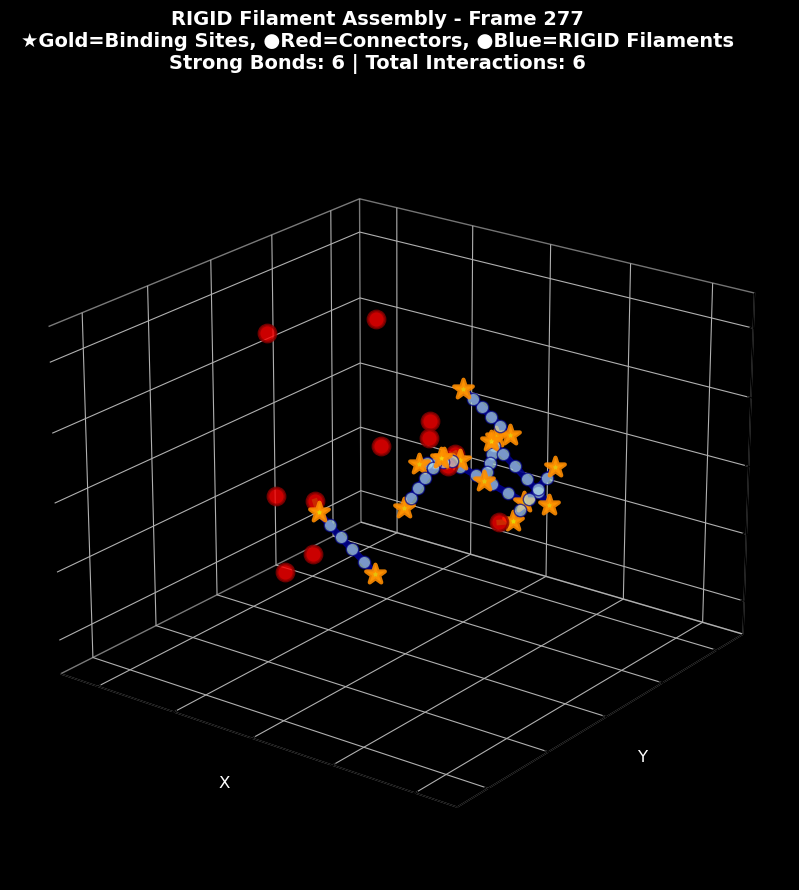 RIGID Filament Assembly - Frame 277
★Gold=Binding Sites, ●Red=Connectors, ●Blue=RIGID Filaments
Strong Bonds: 6 | Total Interactions: 6
Y
X